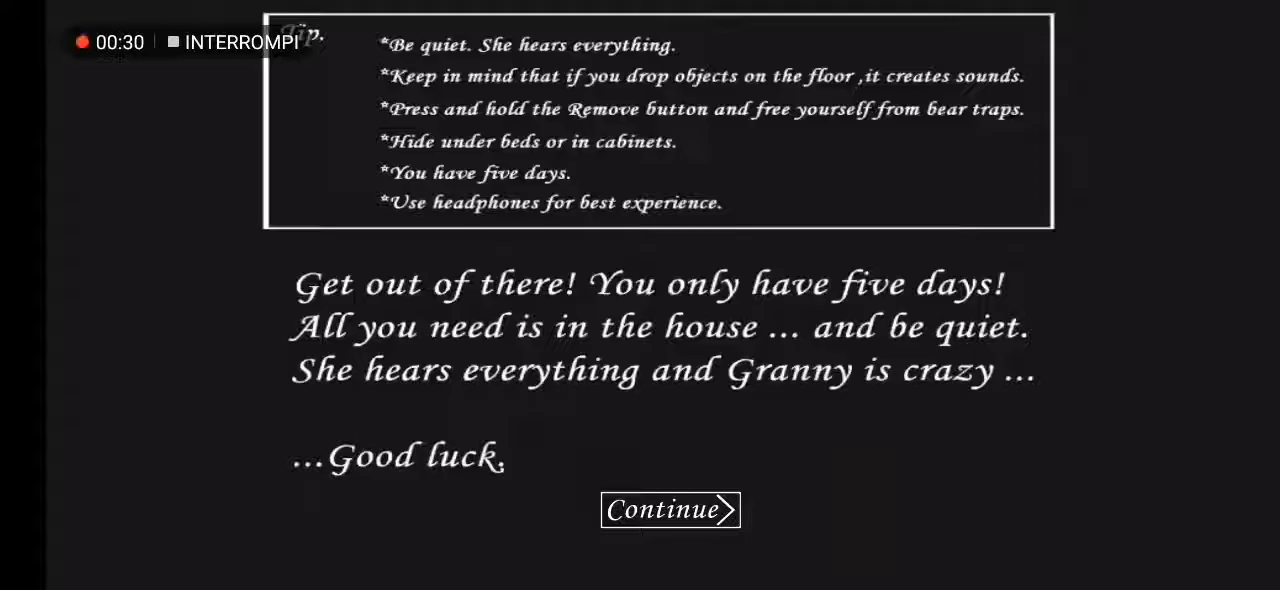 Tip.
00:30 INTERROMPI
*Be quiet. She hears everything.
*Keep in mind that if you drop objects on the floor ,it creates sounds.
*Press and hold the Remove button and free yourself from bear traps.
*Hide under beds or in cabinets.
*You have five days.
*Use headphones for best experience.
Get out of there! You only have five days!
All you need is in the house ... and be quiet.
She hears everything and Granny is crazy ...
...Good luck.
Continue>